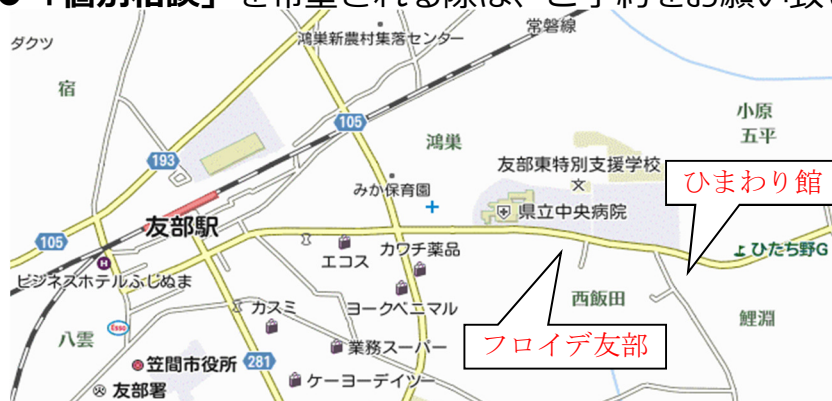 「個別相談」を希望される際は、ご予約をお願い致
常磐線
鴻巣新農村集落センター
ダクツ
宿
小原
五平
105
鴻巣
193
友部東特別支援学校
ひまわり館
みか保育園
県立中央病院
友部駅
105
カワチ薬品
ひたち野G
エコス
ビジネスホテルふじぬま
西飯田
カスミ
ヨークベニマル
鯉淵
Esso
八雲
フロイデ友部
業務スーパー
笠間市役所
281
ケーヨーデイツー
友部署